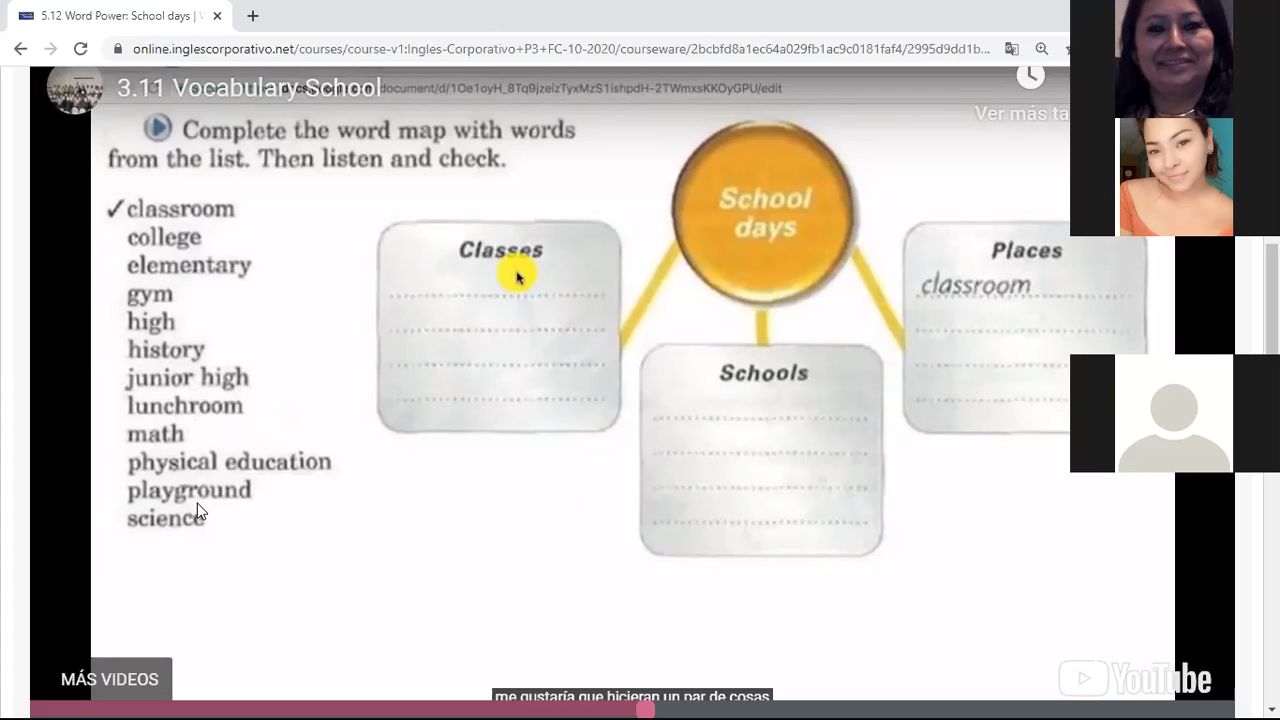 5.12 Word Power: School days |
online.inglescorporativo.net/courses/course-v1:Ingles-Corporativo+P3+FC-10-2020/courseware/2bcbfd8a1ec64a029fb1ac9c0181faf4/2995d9dd1b...
3.11 Vocabulary School
Ver más ta
Complete the word map with words
from the list. Then listen and check.
✓classroom
college
elementary
gym
high
history
junior high
lunchroom
math
physical education
playground
science
School
days
Classes
Schools
Places
classroom
MÁS VIDEOS
YouTube
me gustaría que hicieran un par de cosas